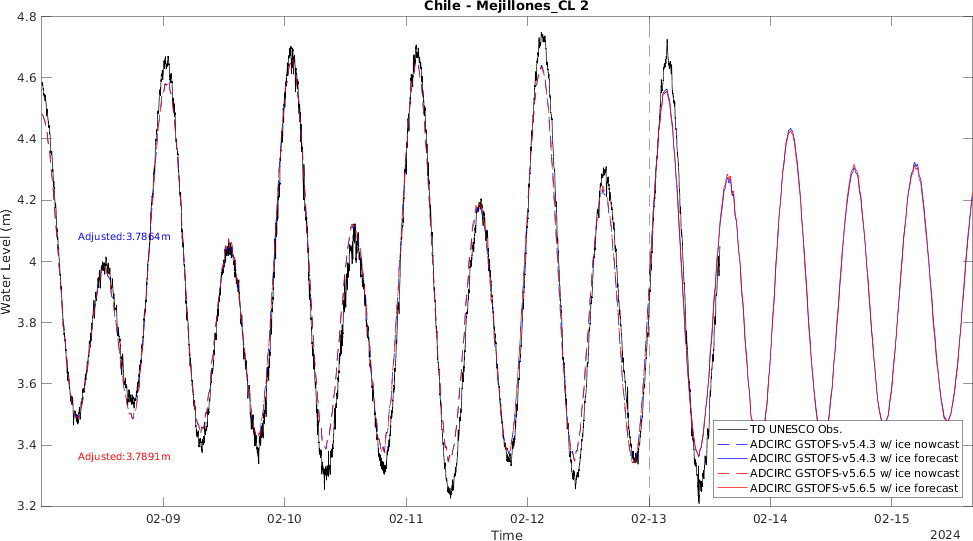 Chile - Mejillones_CL 2
4.8
4.6
4.4
4.2
4
3.8
3.6
3.4
3.2
Water Level (m)
Adjusted:3.7864m
Adjusted:3.7891m
TD UNESCO Obs.
ADCIRC GSTOFS-v5.4.3 w/ ice nowcast
ADCIRC GSTOFS-v5.4.3 w/ ice forecast
ADCIRC GSTOFS-v5.6.5 w/ ice nowcast
ADCIRC GSTOFS-v5.6.5 w/ ice forecast
02-09 02-10 02-11 02-12 02-13 02-14 02-15
Time
2024